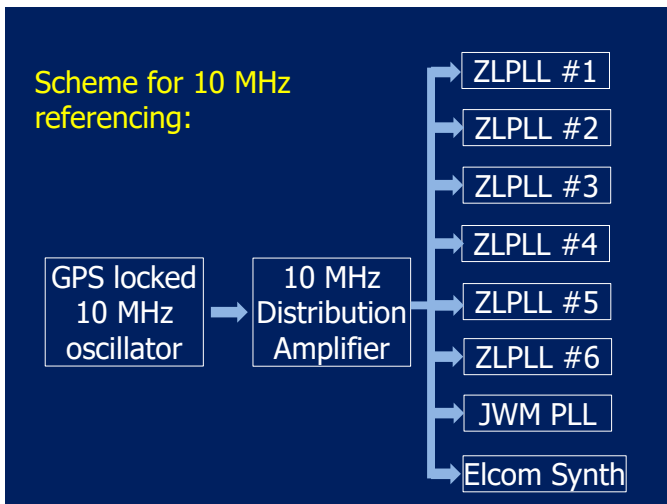 Scheme for 10 MHz
referencing:
GPS locked
10 MHz
oscillator
10 MHz
Distribution
Amplifier
ZLPLL #1
ZLPLL #2
ZLPLL #3
ZLPLL #4
ZLPLL #5
ZLPLL #6
JWM PLL
Elcom Synth